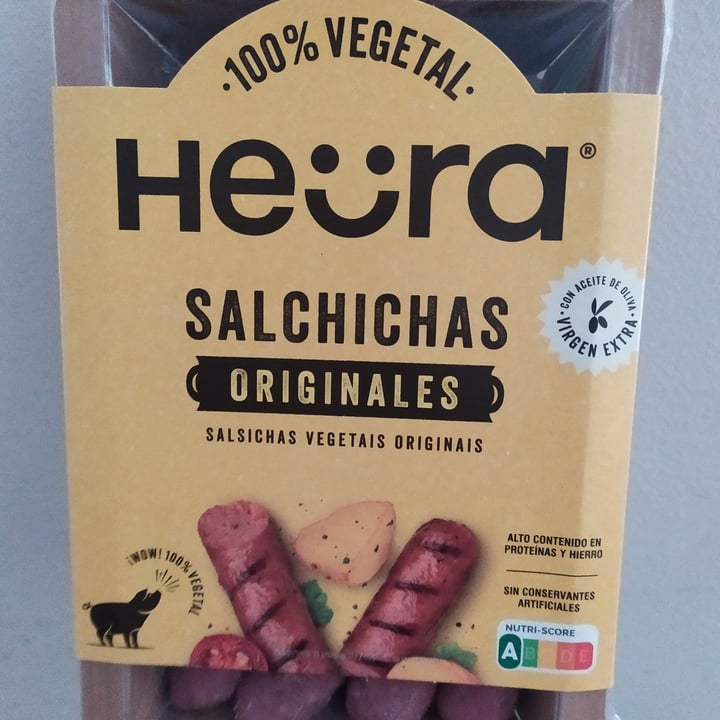 ·100% VEGETAL·
Heüra®
SALCHICHAS
ORIGINALES
SALSICHAS VEGETAIS ORIGINAIS
·CON ACEITE DE OLIVA·
VIRGEN EXTRA
¡WOW! 100% VEGETAL
ALTO CONTENIDO EN
PROTEÍNAS Y HIERRO
SIN CONSERVANTES
ARTIFICIALES
NUTRI-SCORE
A B C D E